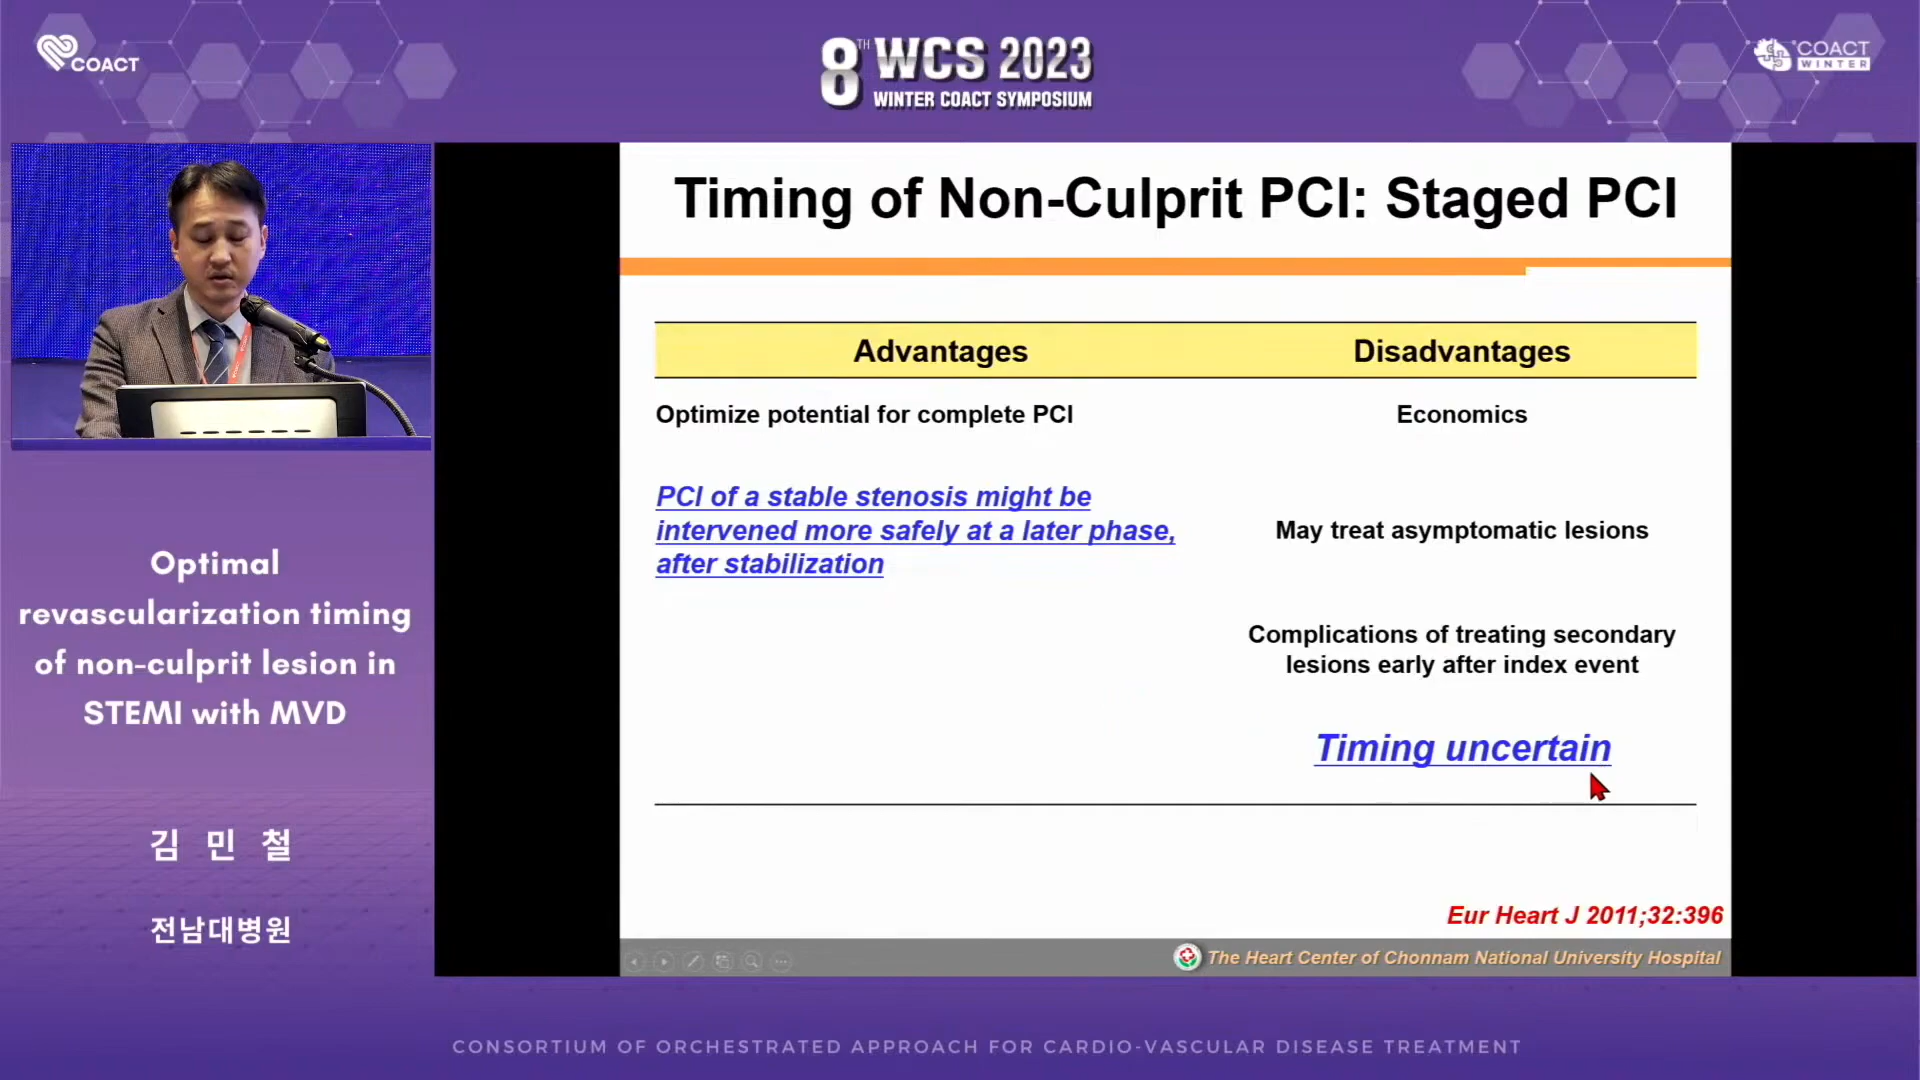 COACT
8TH WCS 2023
WINTER COACT SYMPOSIUM
COACT
WINTER
Optimal
revascularization timing
of non-culprit lesion in
STEMI with MVD
김 민 철
전남대병원
Timing of Non-Culprit PCI: Staged PCI
Advantages
Disadvantages
Optimize potential for complete PCI
Economics
PCI of a stable stenosis might be
intervened more safely at a later phase,
after stabilization
May treat asymptomatic lesions
Complications of treating secondary
lesions early after index event
Timing uncertain
Eur Heart J 2011;32:396
The Heart Center of Chonnam National University Hospital
CONSORTIUM OF ORCHESTRATED APPROACH FOR CARDIO-VASCULAR DISEASE TREATMENT